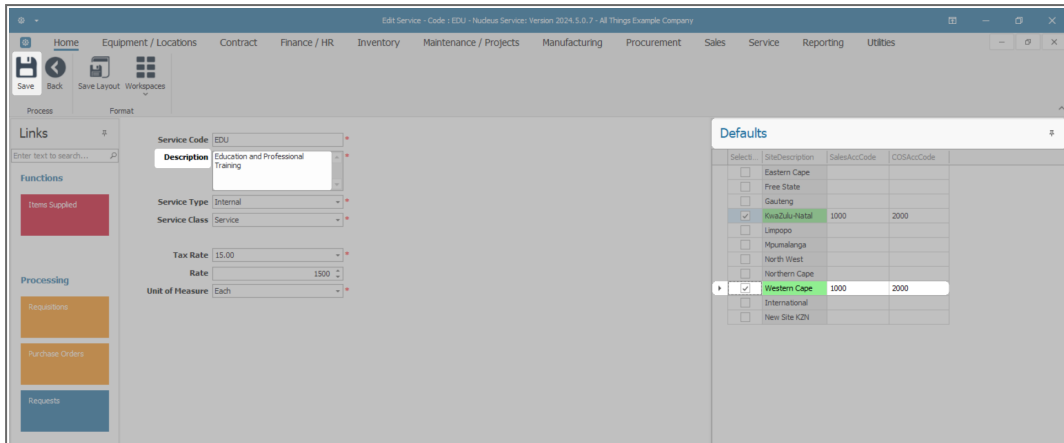 Edit Service - Code : EDU - Nucleus Service: Version 2024.5.0.7 - All Things Example Company
Home Equipment / Locations Contract Finance / HR Inventory Maintenance / Projects Manufacturing Procurement Sales Service Reporting Utilities
Save Back Save Layout Workspaces
Process Format
Links
Enter text to search...
Functions
Items Supplied
Processing
Requisitions
Purchase Orders
Requests
Service Code EDU *
Description Education and Professional *
Training
Service Type Internal *
Service Class Service *
Tax Rate 15.00 *
Rate 1500
Unit of Measure Each *
Defaults
Selecti... SiteDescription SalesAccCode COSAccCode
Eastern Cape
Free State
Gauteng
KwaZulu-Natal 1000 2000
Limpopo
Mpumalanga
North West
Northern Cape
Western Cape 1000 2000
International
New Site KZN